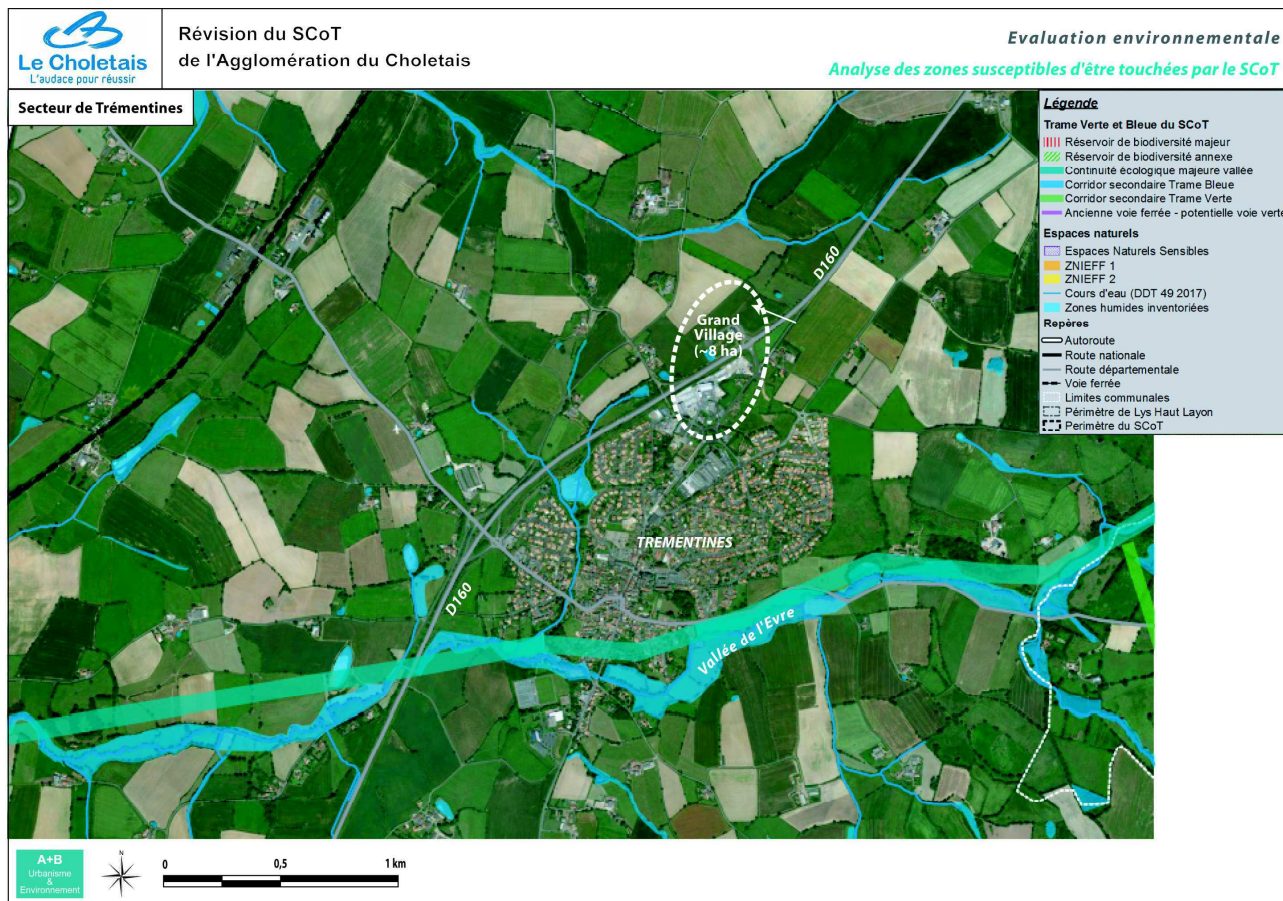 Le Choletais
L'audace pour réussir
Révision du SCoT
de l'Agglomération du Choletais
Evaluation environnementale
Analyse des zones susceptibles d'être touchées par le SCoT
Secteur de Trémentines
Légende
Trame Verte et Bleue du SCoT
Réservoir de biodiversité majeur
Réservoir de biodiversité annexe
Continuité écologique majeure vallée
Corridor secondaire Trame Bleue
Corridor secondaire Trame Verte
Ancienne voie ferrée - potentielle voie verte
Espaces naturels
Espaces Naturels Sensibles
ZNIEFF 1
ZNIEFF 2
Cours d'eau (DDT 49 2017)
Zones humides inventoriées
Repères
Autoroute
Route nationale
Route départementale
Voie ferrée
Limites communales
Périmètre de Lys Haut Layon
Perimètre du SCoT
D160
Grand
Village
(~8 ha)
TREMENTINES
D160
Vallée de l'Evre
A+B
Urbanisme
&
Environnement
N
0 0,5 1 km